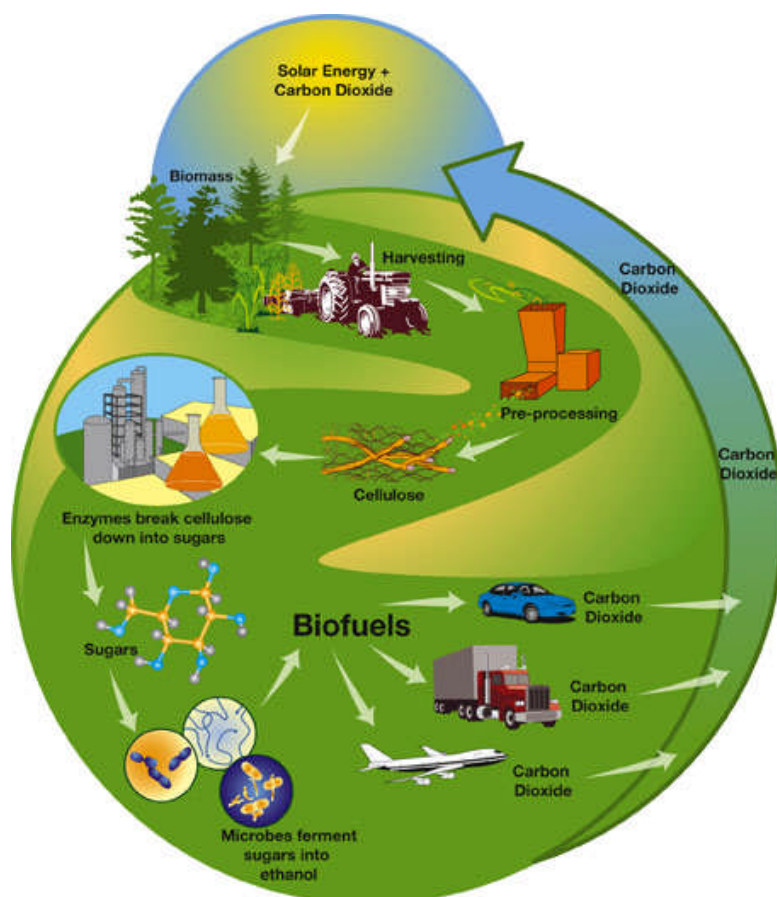 Solar Energy +
Carbon Dioxide
Biomass
Harvesting
Carbon
Dioxide
Pre-processing
Cellulose
Carbon
Dioxide
Enzymes break cellulose
down into sugars
Sugars
Biofuels
Carbon
Dioxide
Carbon
Dioxide
Carbon
Dioxide
Microbes ferment
sugars into
ethanol